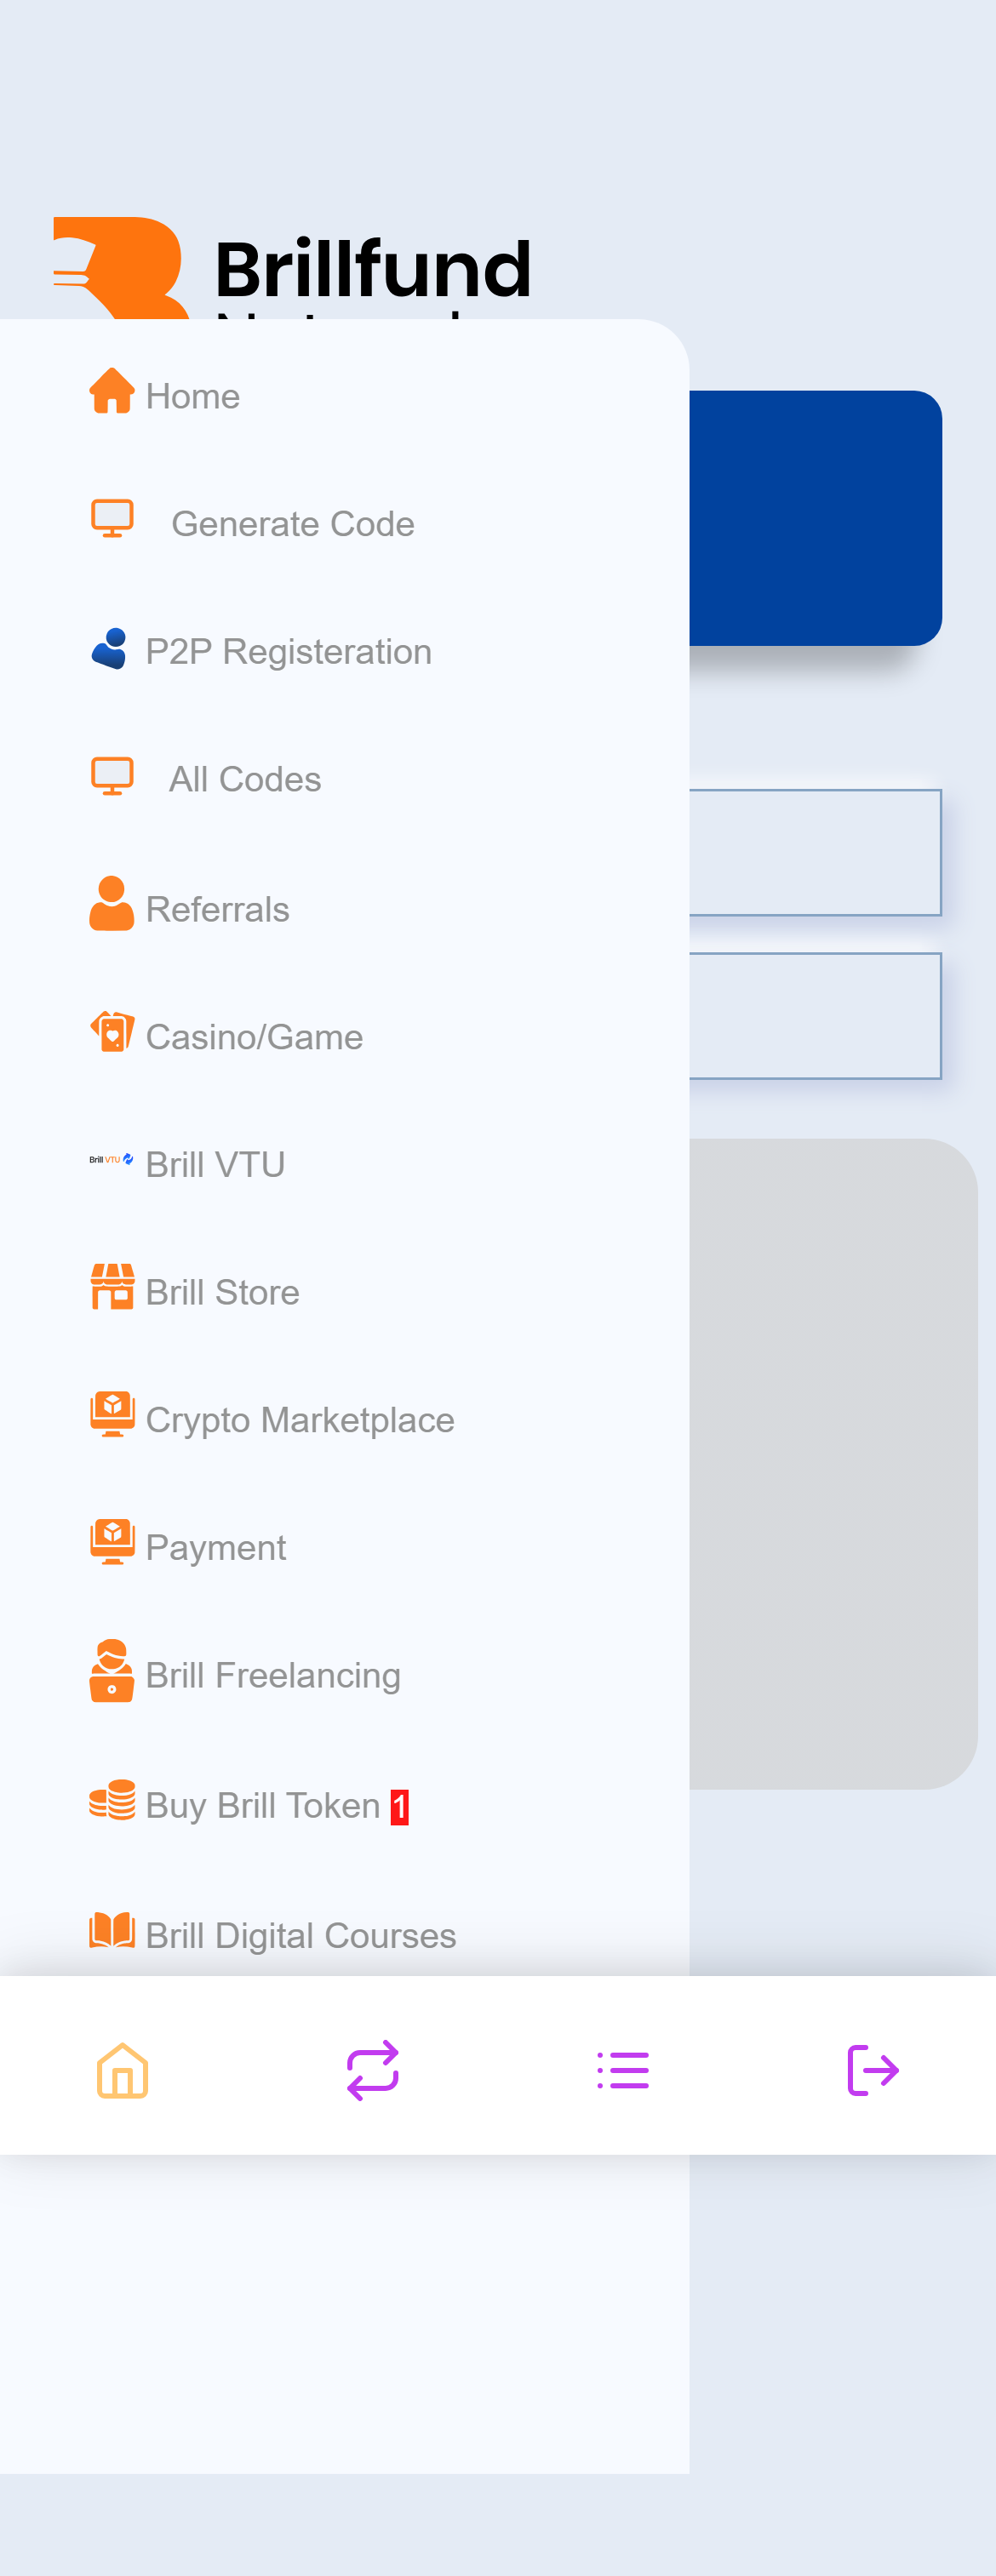 Brillfund
Home
Generate Code
P2P Registeration
All Codes
Referrals
Casino/Game
Brill VTU
Brill VTU
Brill Store
Crypto Marketplace
Payment
Brill Freelancing
Buy Brill Token 1
Brill Digital Courses